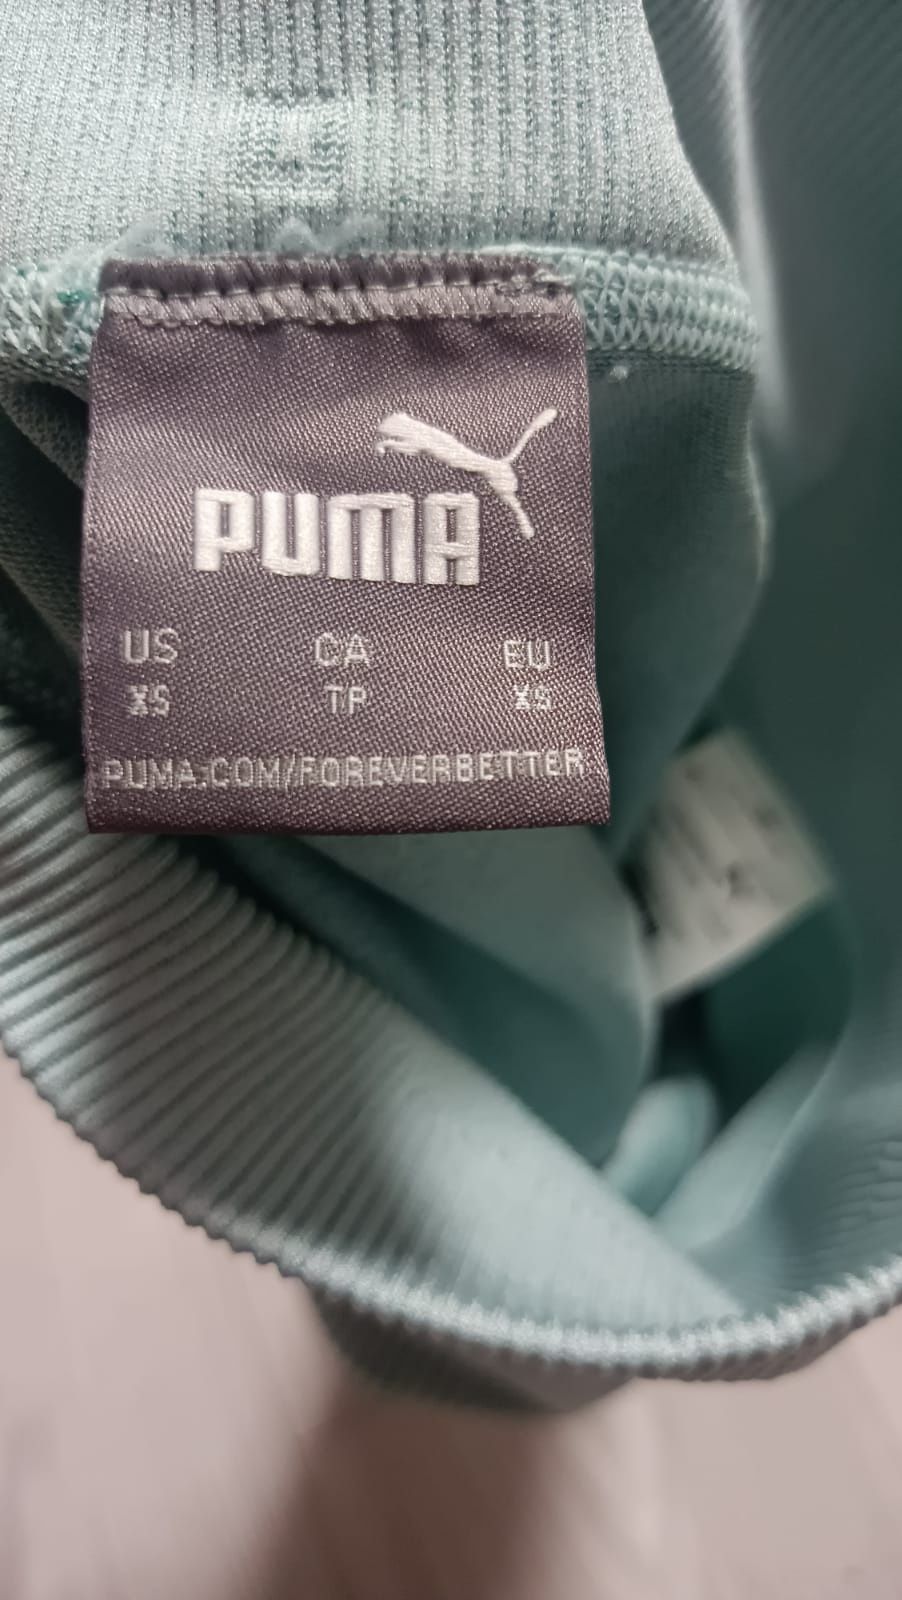 PUMA
US CA EU
XS TP XS
PUMA.COM/FOREVERBETTER